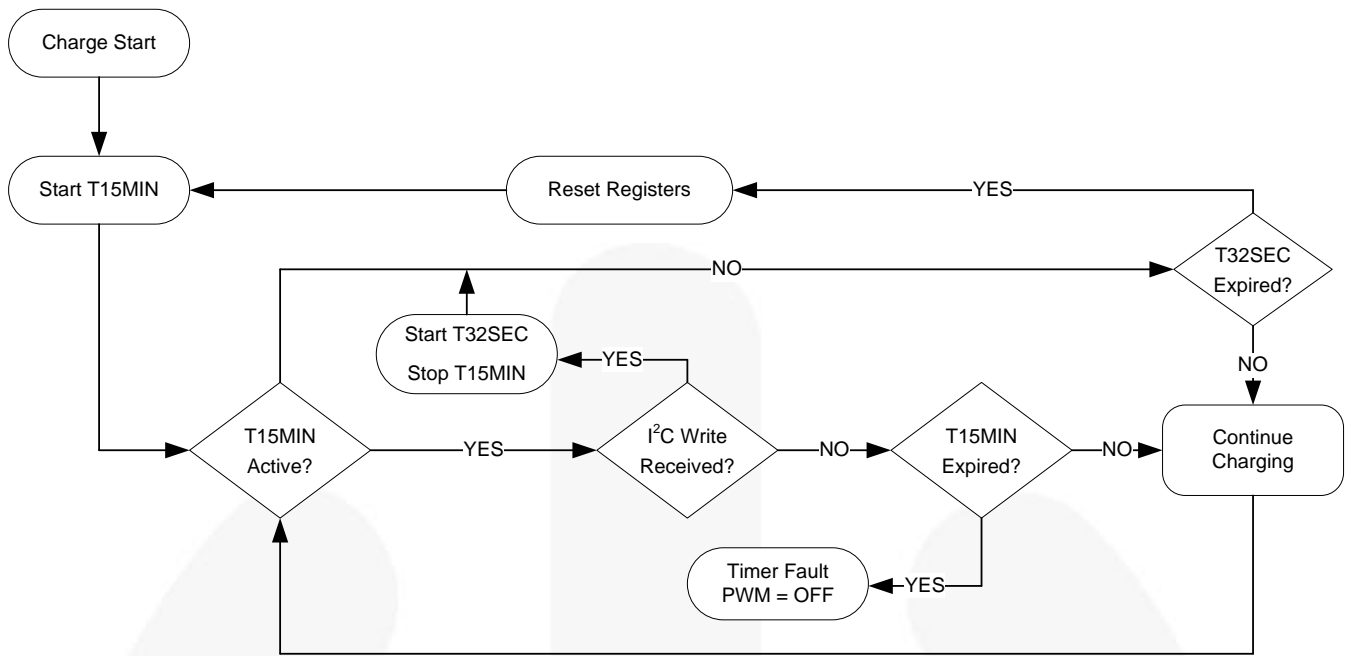 Charge Start
Start T15MIN
Reset Registers
YES
T32SEC
Expired?
NO
Start T32SEC
Stop T15MIN
YES
NO
T15MIN
Active?
YES
I²C Write
Received?
NO
T15MIN
Expired?
NO
Continue
Charging
Timer Fault
PWM = OFF
YES